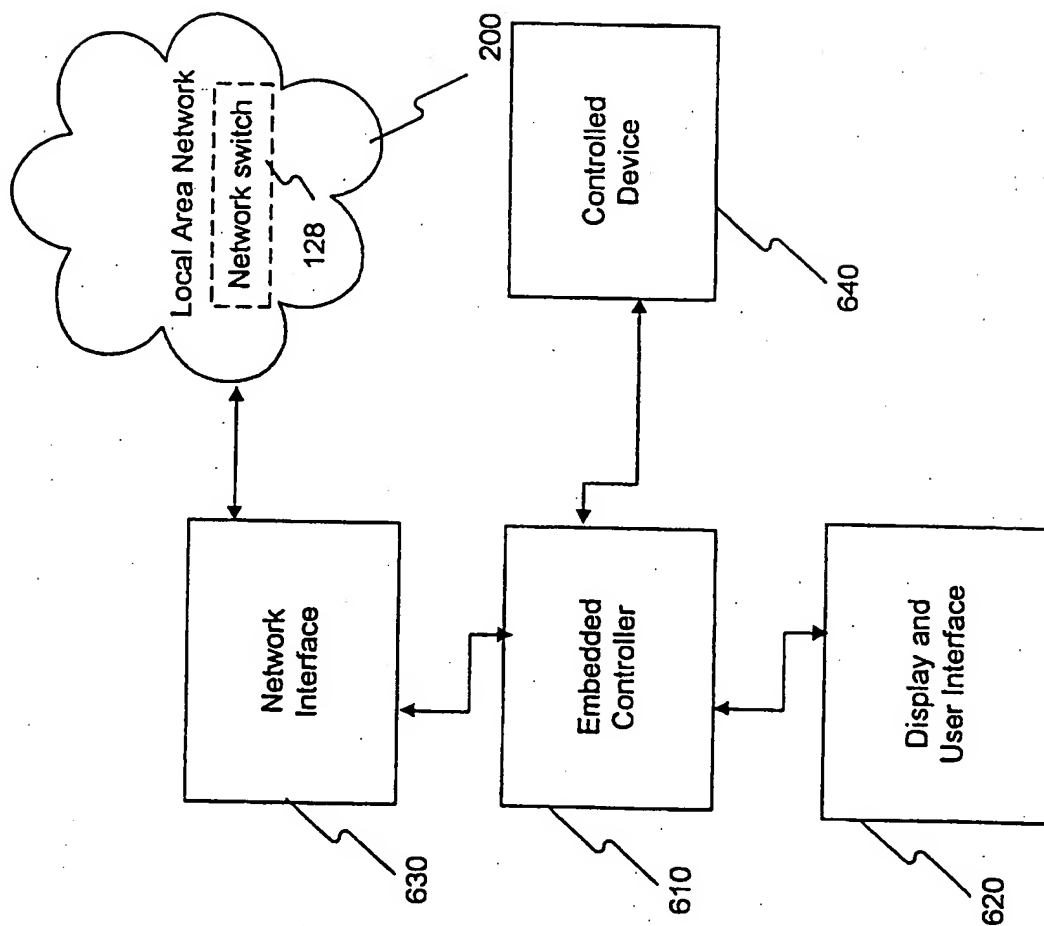 Local Area Network
Network switch
128
200
Network
Interface
630
Embedded
Controller
610
Controlled
Device
640
Display and
User Interface
620